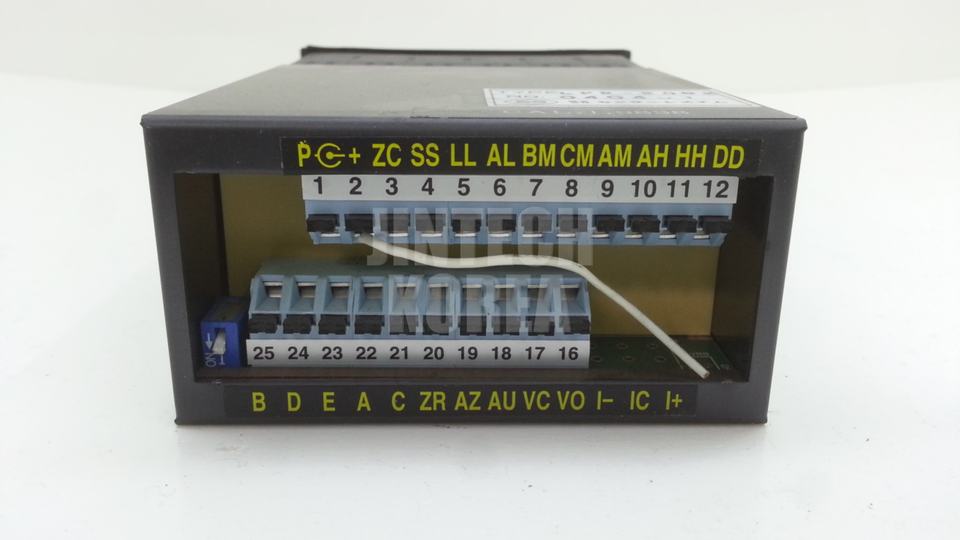 P + ZC SS LL AL BM CM AM AH HH DD
1 2 3 4 5 6 7 8 9 10 11 12
JINTECH
KOREA
25 24 23 22 21 20 19 18 17 16
ON 1
B D E A C ZR AZ AU VC VO I- IC I+